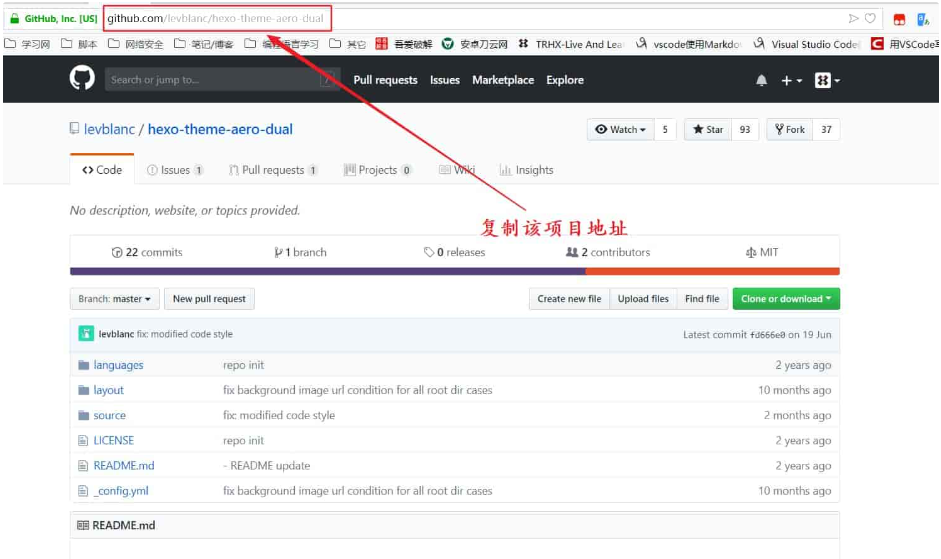 GitHub, Inc. [US] github.com/levblanc/hexo-theme-aero-dual
学习网 脚本 网络安全 笔记/博客 编程语言学习 其它 吾爱破解 安卓刀云网 TRHX-Live And Lea vscode使用Markdo Visual Studio Code 用VSCode写
Search or jump to... / Pull requests Issues Marketplace Explore
levblanc / hexo-theme-aero-dual Watch 5 Star 93 Fork 37
Code Issues 1 Pull requests 1 Projects 0 Wiki Insights
No description, website, or topics provided.
复制该项目地址
22 commits 1 branch 0 releases 2 contributors MIT
Branch: master New pull request Create new file Upload files Find file Clone or download
levblanc fix: modified code style Latest commit fd666e0 on 19 Jun
languages repo init 2 years ago
layout fix background image url condition for all root dir cases 10 months ago
source fix: modified code style 2 months ago
LICENSE repo init 2 years ago
README.md - README update 2 years ago
_config.yml fix background image url condition for all root dir cases 10 months ago
README.md